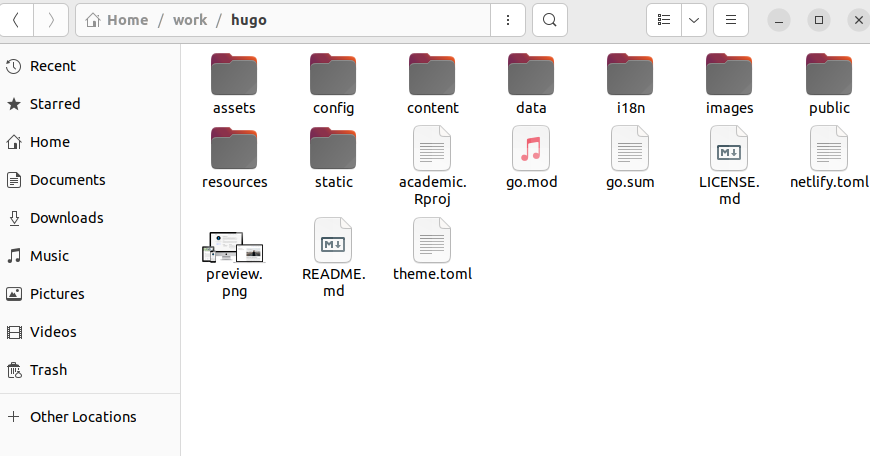 Home / work / hugo
Recent
Starred
Home
Documents
Downloads
Music
Pictures
Videos
Trash
Other Locations
assets
config
content
data
i18n
images
public
resources
static
academic.
Rproj
go.mod
go.sum
LICENSE.
md
netlify.toml
preview.
png
README.
md
theme.toml